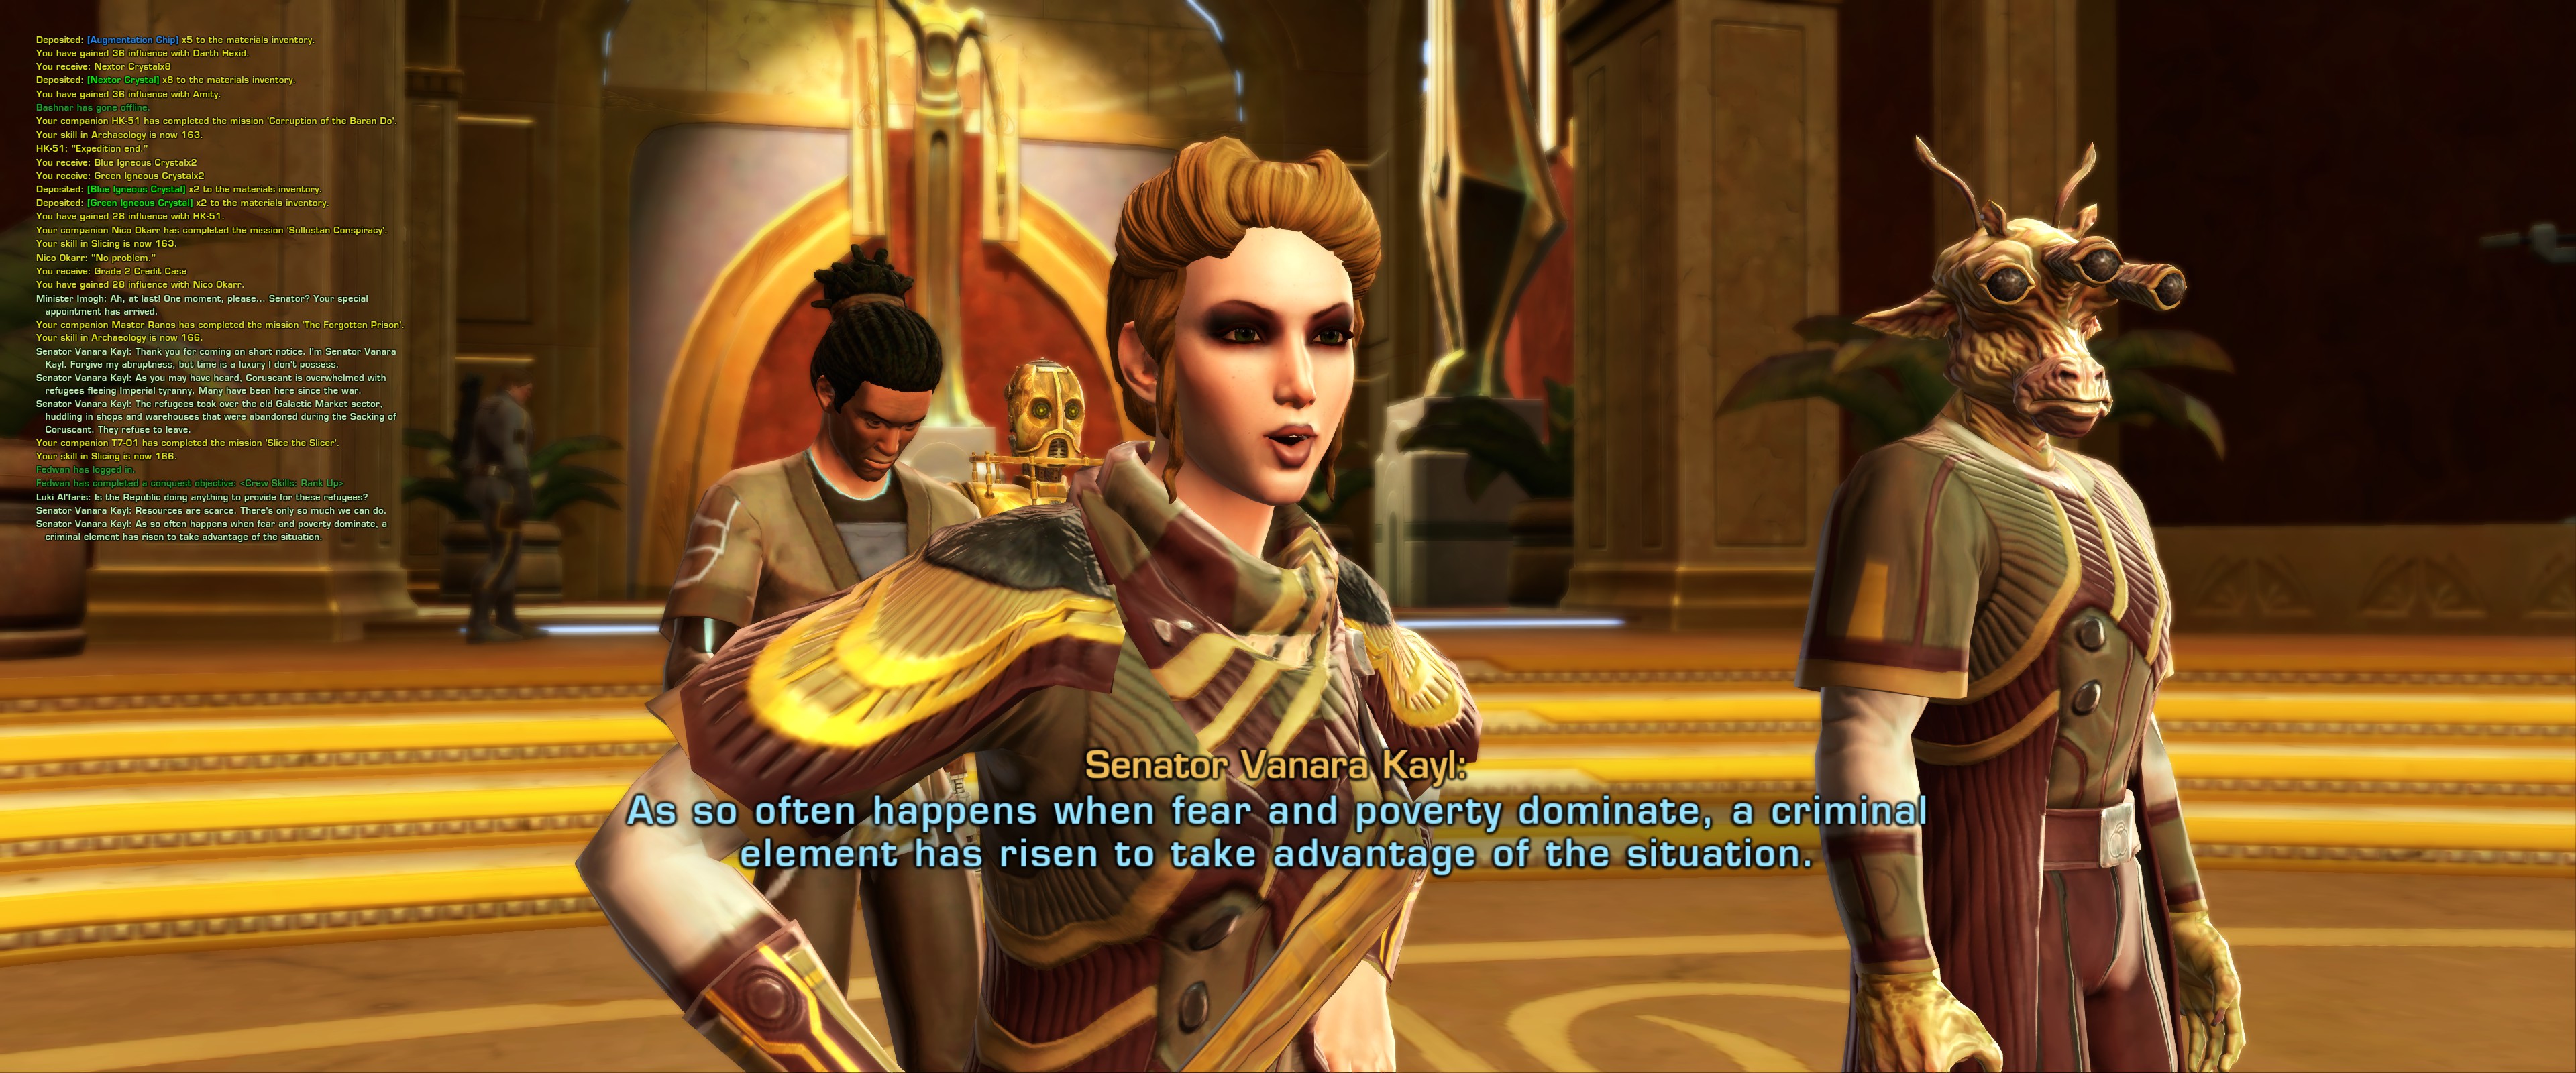 Deposited: [Augmentation Chip] x5 to the materials inventory.
You have gained 36 influence with Darth Hexid.
You receive: Nextor Crystalx8
Deposited: [Nextor Crystal] x8 to the materials inventory.
You have gained 36 influence with Amity.
Bashnar has gone offline.
Your companion HK-51 has completed the mission 'Corruption of the Baran Do'.
Your skill in Archaeology is now 163.
HK-51: "Expedition end."
You receive: Blue Igneous Crystalx2
You receive: Green Igneous Crystalx2
Deposited: [Blue Igneous Crystal] x2 to the materials inventory.
Deposited: [Green Igneous Crystal] x2 to the materials inventory.
You have gained 28 influence with HK-51.
Your companion Nico Okarr has completed the mission 'Sullustan Conspiracy'.
Your skill in Slicing is now 163.
Nico Okarr: "No problem."
You receive: Grade 2 Credit Case
You have gained 28 influence with Nico Okarr.
Minister Imogh: Ah, at last! One moment, please... Senator? Your special
appointment has arrived.
Your companion Master Ranos has completed the mission 'The Forgotten Prison'.
Your skill in Archaeology is now 166.
Senator Vanara Kayl: Thank you for coming on short notice. I'm Senator Vanara
Kayl. Forgive my abruptness, but time is a luxury I don't possess.
Senator Vanara Kayl: As you may have heard, Coruscant is overwhelmed with
refugees fleeing Imperial tyranny. Many have been here since the war.
Senator Vanara Kayl: The refugees took over the old Galactic Market sector,
huddling in shops and warehouses that were abandoned during the Sacking of
Coruscant. They refuse to leave.
Your companion T7-01 has completed the mission 'Slice the Slicer'.
Your skill in Slicing is now 166.
Fedwan has logged in.
Fedwan has completed a conquest objective: <Crew Skills: Rank Up>
Luki Al'faris: Is the Republic doing anything to provide for these refugees?
Senator Vanara Kayl: Resources are scarce. There's only so much we can do.
Senator Vanara Kayl: As so often happens when fear and poverty dominate, a
criminal element has risen to take advantage of the situation.
Senator Vanara Kayl:
As so often happens when fear and poverty dominate, a criminal
element has risen to take advantage of the situation.